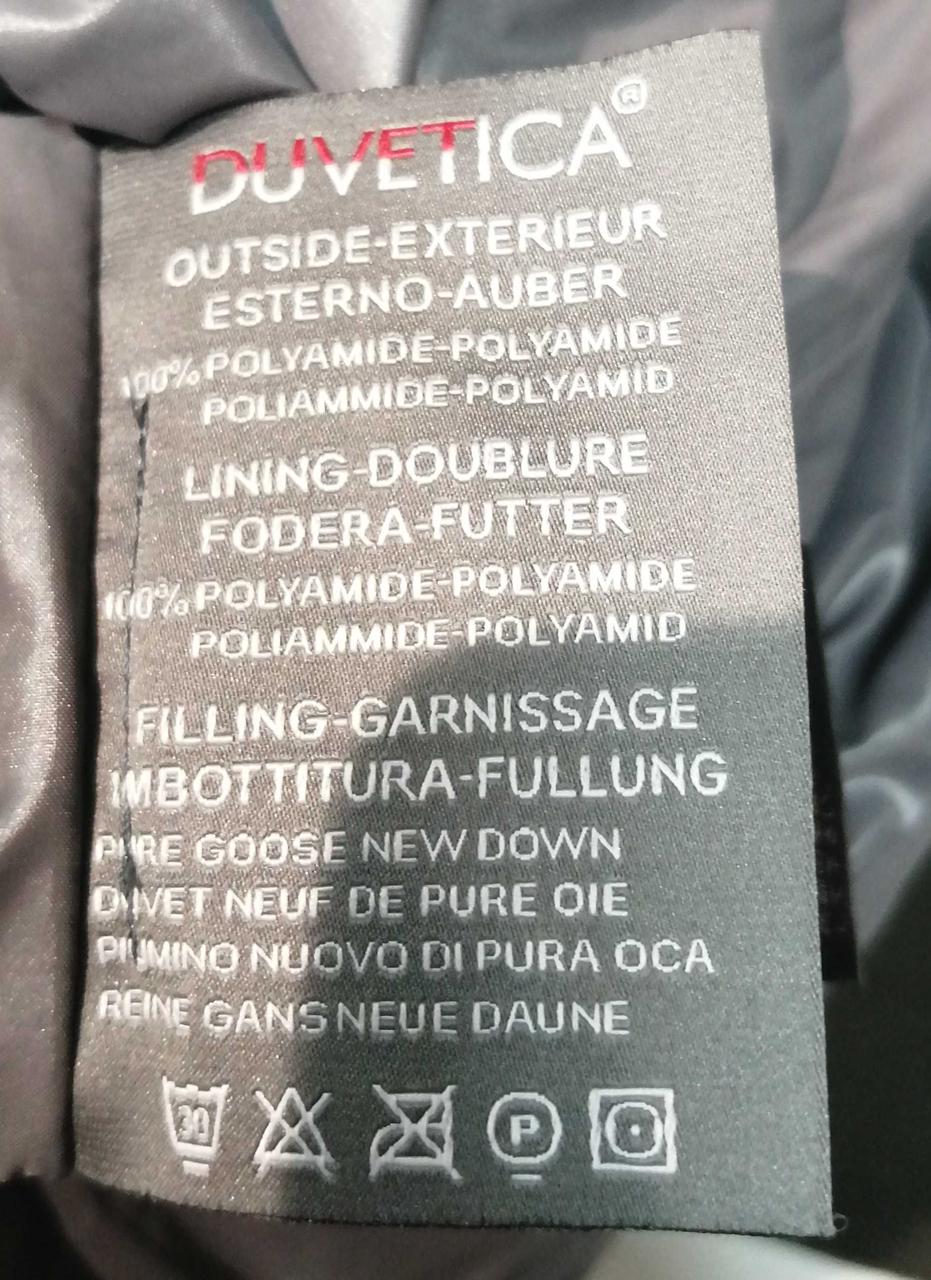 DUVETICA®
OUTSIDE-EXTERIEUR
ESTERNO-AUBER
100% POLYAMIDE-POLYAMIDE
POLIAMMIDE-POLYAMID
LINING-DOUBLURE
FODERA-FUTTER
100% POLYAMIDE-POLYAMIDE
POLIAMMIDE-POLYAMID
FILLING-GARNISSAGE
IMBOTTITURA-FULLUNG
PURE GOOSE NEW DOWN
DUVET NEUF DE PURE OIE
PIUMINO NUOVO DI PURA OCA
REINE GANS NEUE DAUNE
30 P